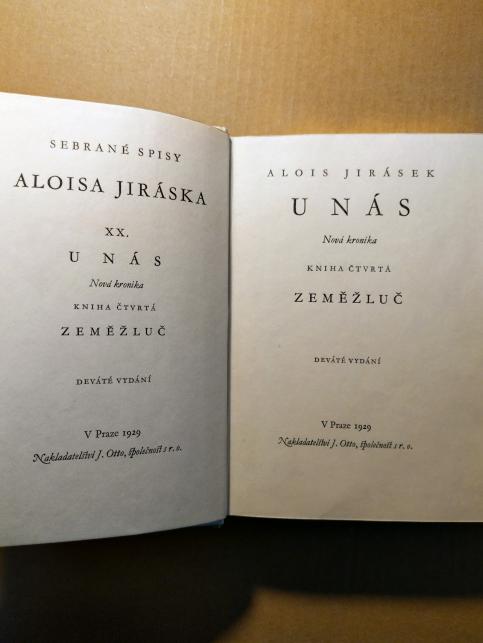 SEBRANÉ SPISY
ALOISA JIRÁSKA
XX.
U NÁS
Nová kronika
KNIHA ČTVRTÁ
ZEMĚŽLUČ
DEVÁTÉ VYDÁNÍ
V Praze 1929
Nakladatelství J. Otto, společnost s r. o.
ALOIS JIRÁSEK
U NÁS
Nová kronika
KNIHA ČTVRTÁ
ZEMĚŽLUČ
DEVÁTÉ VYDÁNÍ
V Praze 1929
Nakladatelství J. Otto, společnost s r. o.